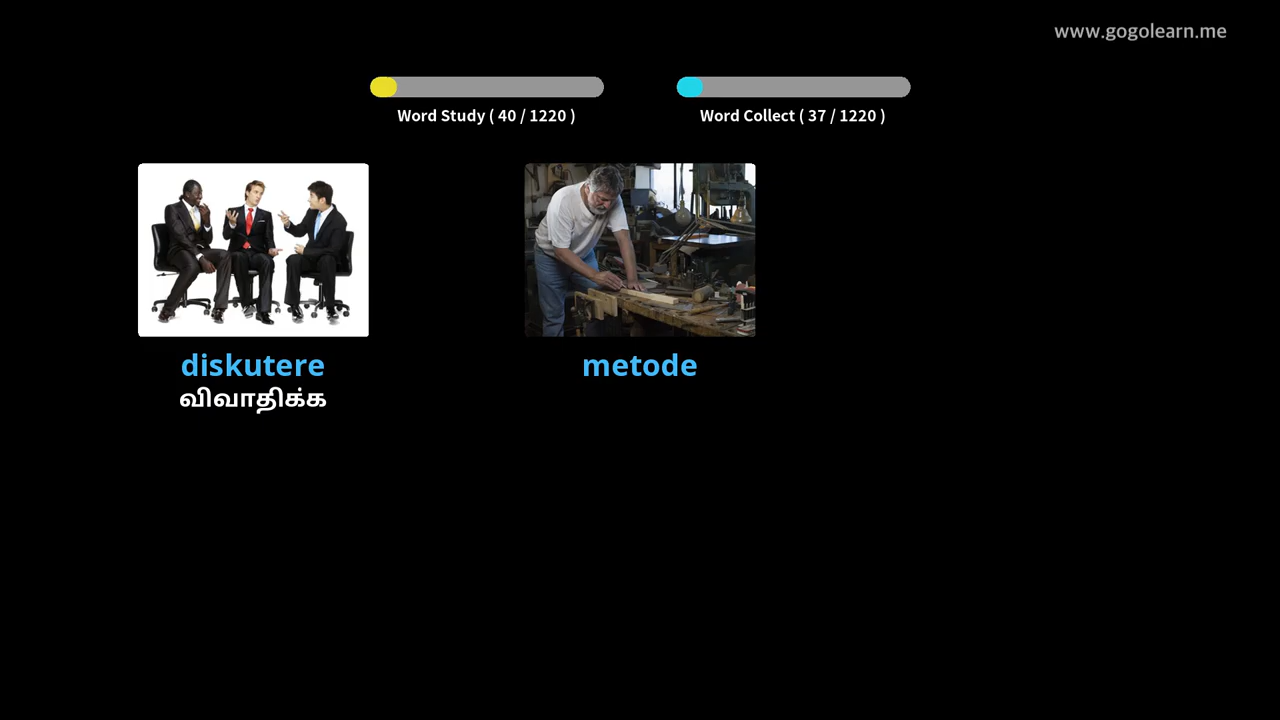 www.gogolearn.me
Word Study ( 40 / 1220 )
Word Collect ( 37 / 1220 )
diskutere
விவாதிக்க
metode